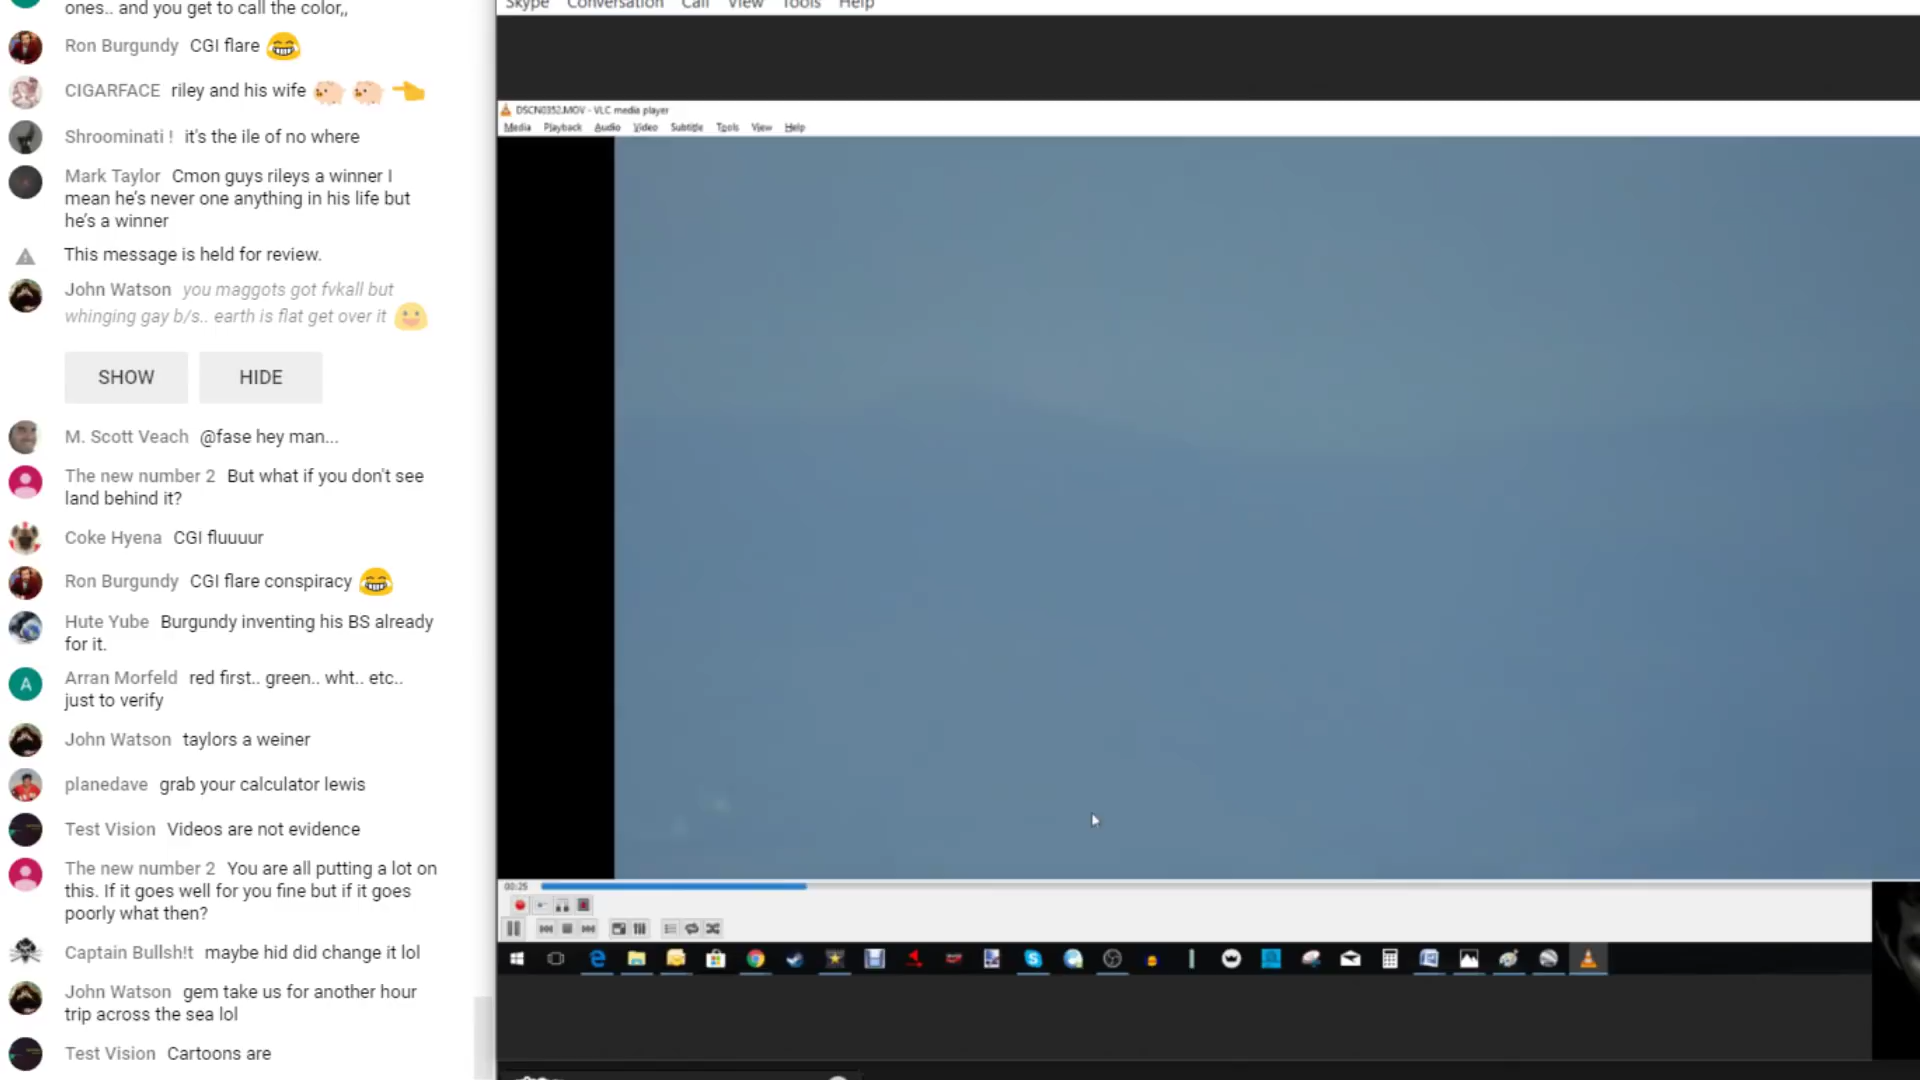 ones.. and you get to call the color,,
Ron Burgundy CGI flare
CIGARFACE riley and his wife
Shroominati ! it's the ile of no where
Mark Taylor Cmon guys rileys a winner I
mean he's never one anything in his life but
he's a winner
This message is held for review.
John Watson you maggots got fvkall but
whinging gay b/s.. earth is flat get over it
SHOW HIDE
M. Scott Veach @fase hey man...
The new number 2 But what if you don't see
land behind it?
Coke Hyena CGI fluuuur
Ron Burgundy CGI flare conspiracy
Hute Yube Burgundy inventing his BS already
for it.
A
Arran Morfeld red first.. green.. wht.. etc..
just to verify
John Watson taylors a weiner
planedave grab your calculator lewis
Test Vision Videos are not evidence
The new number 2 You are all putting a lot on
this. If it goes well for you fine but if it goes
poorly what then?
Captain Bullsh!t maybe hid did change it lol
John Watson gem take us for another hour
trip across the sea lol
Test Vision Cartoons are
Skype Conversation Call View Tools Help
DSCN0352.MOV - VLC media player
Media Playback Audio Video Subtitle Tools View Help
00:25